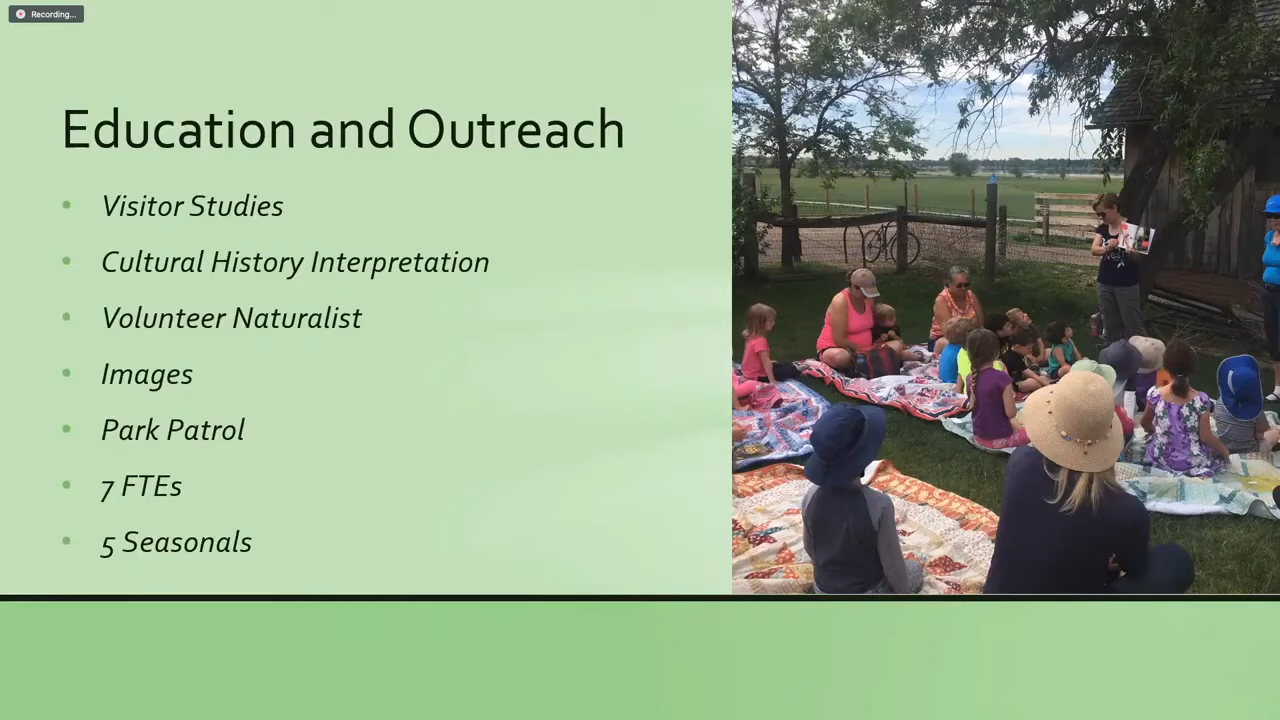 Recording...
Education and Outreach
• Visitor Studies
• Cultural History Interpretation
• Volunteer Naturalist
• Images
• Park Patrol
• 7 FTEs
• 5 Seasonals